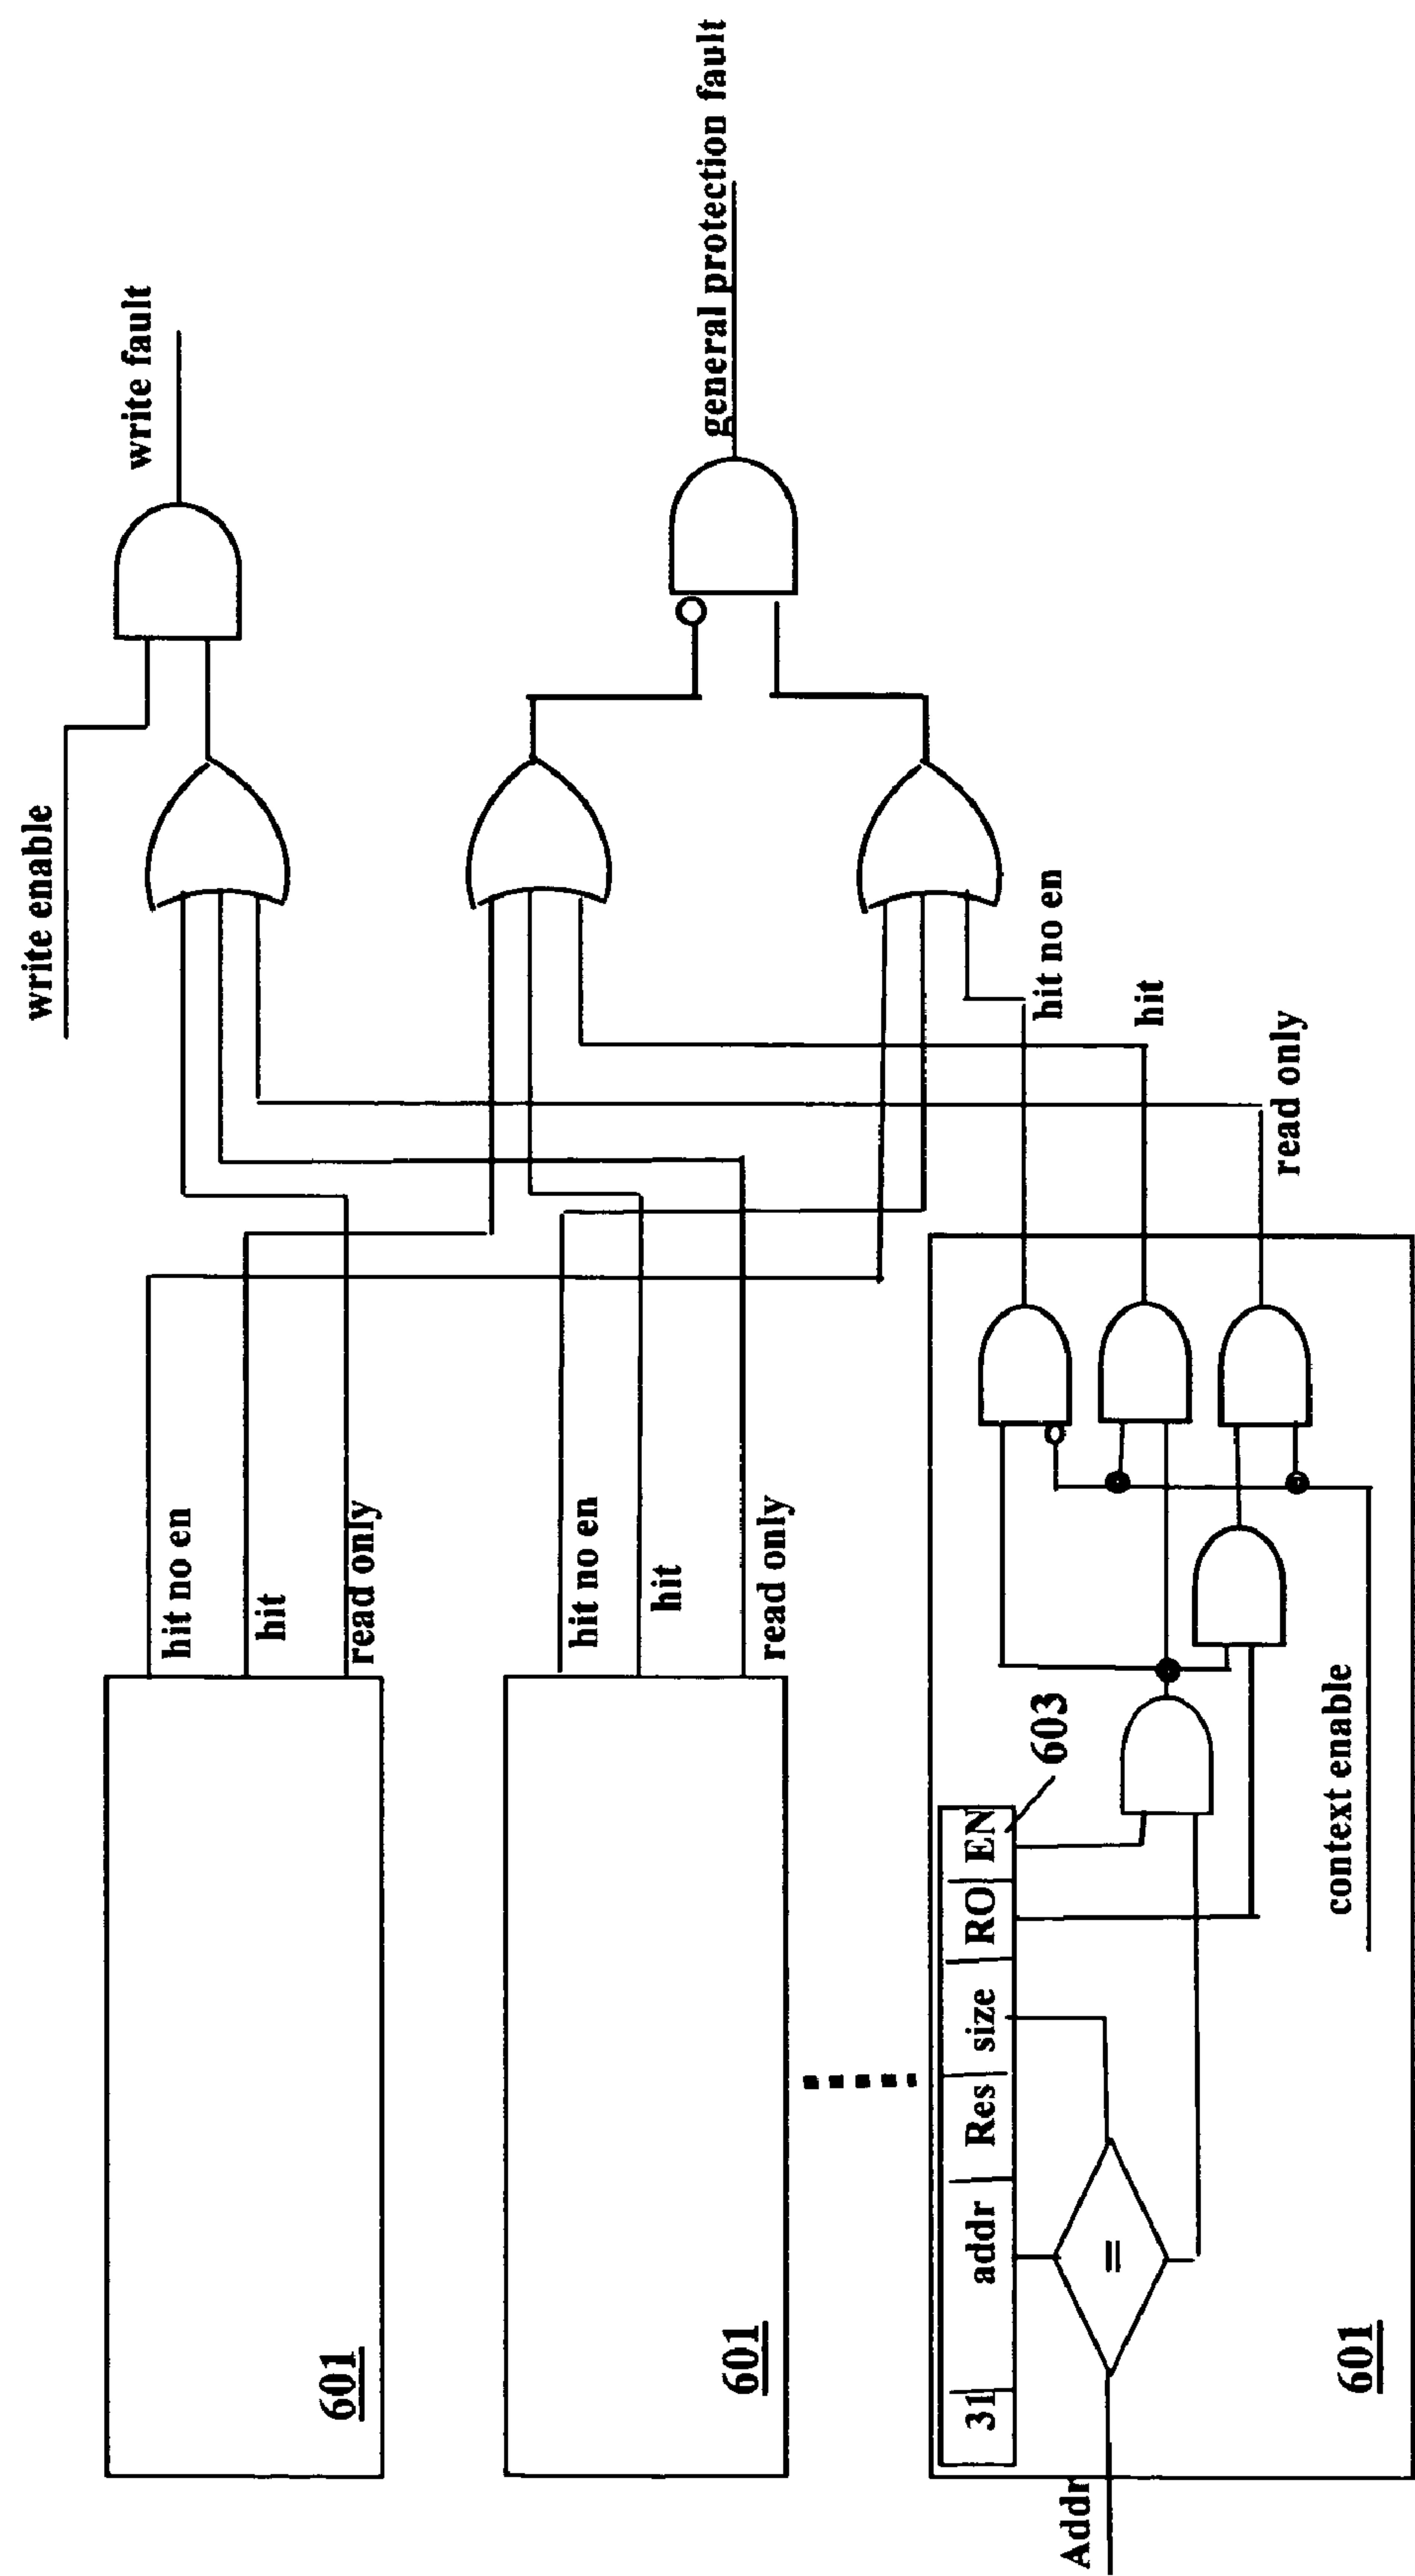 write enable
write fault
hit no en
hit
read only
601
general protection fault
hit no en
hit
read only
601
hit no en
hit
read only
31 addr Res size RO EN
603
Addr
=
context enable
601